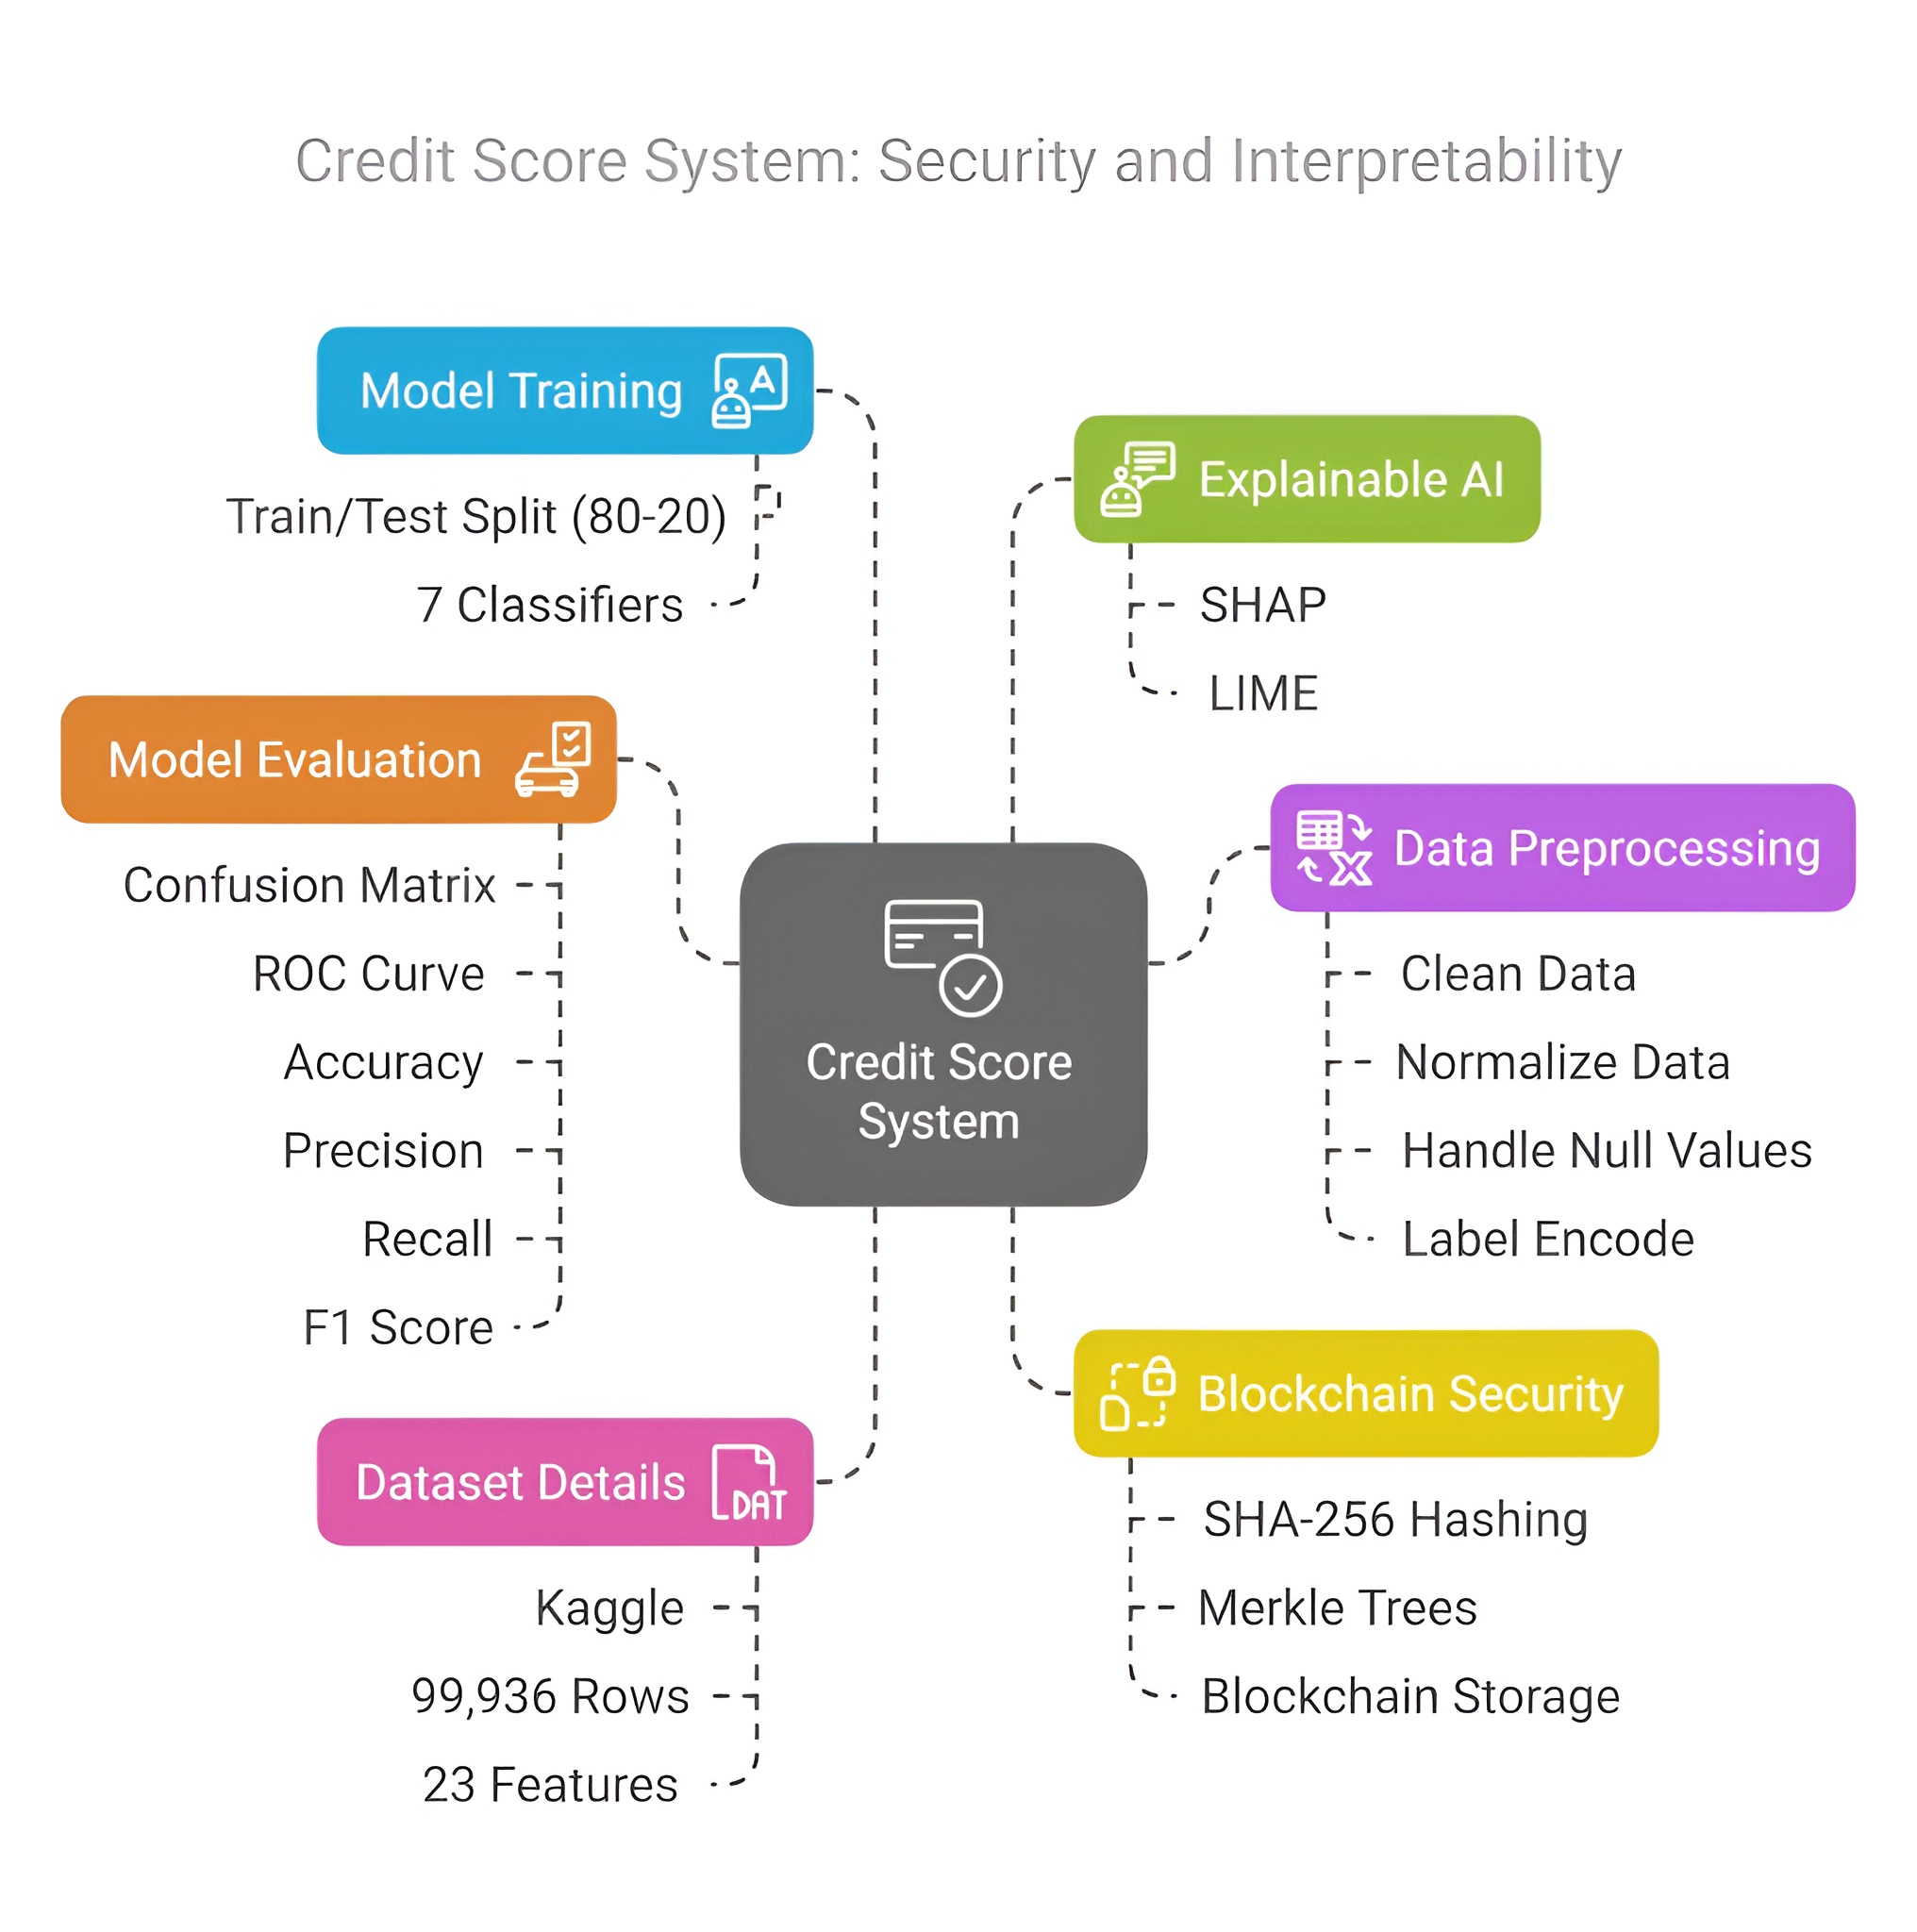 Credit Score System: Security and Interpretability
Model Training
A
Train/Test Split (80-20)
7 Classifiers
Explainable AI
SHAP
LIME
Model Evaluation
Confusion Matrix
ROC Curve
Accuracy
Precision
Recall
F1 Score
Credit Score
System
Data Preprocessing
Clean Data
Normalize Data
Handle Null Values
Label Encode
Dataset Details
DAT
Kaggle
99,936 Rows
23 Features
Blockchain Security
SHA-256 Hashing
Merkle Trees
Blockchain Storage